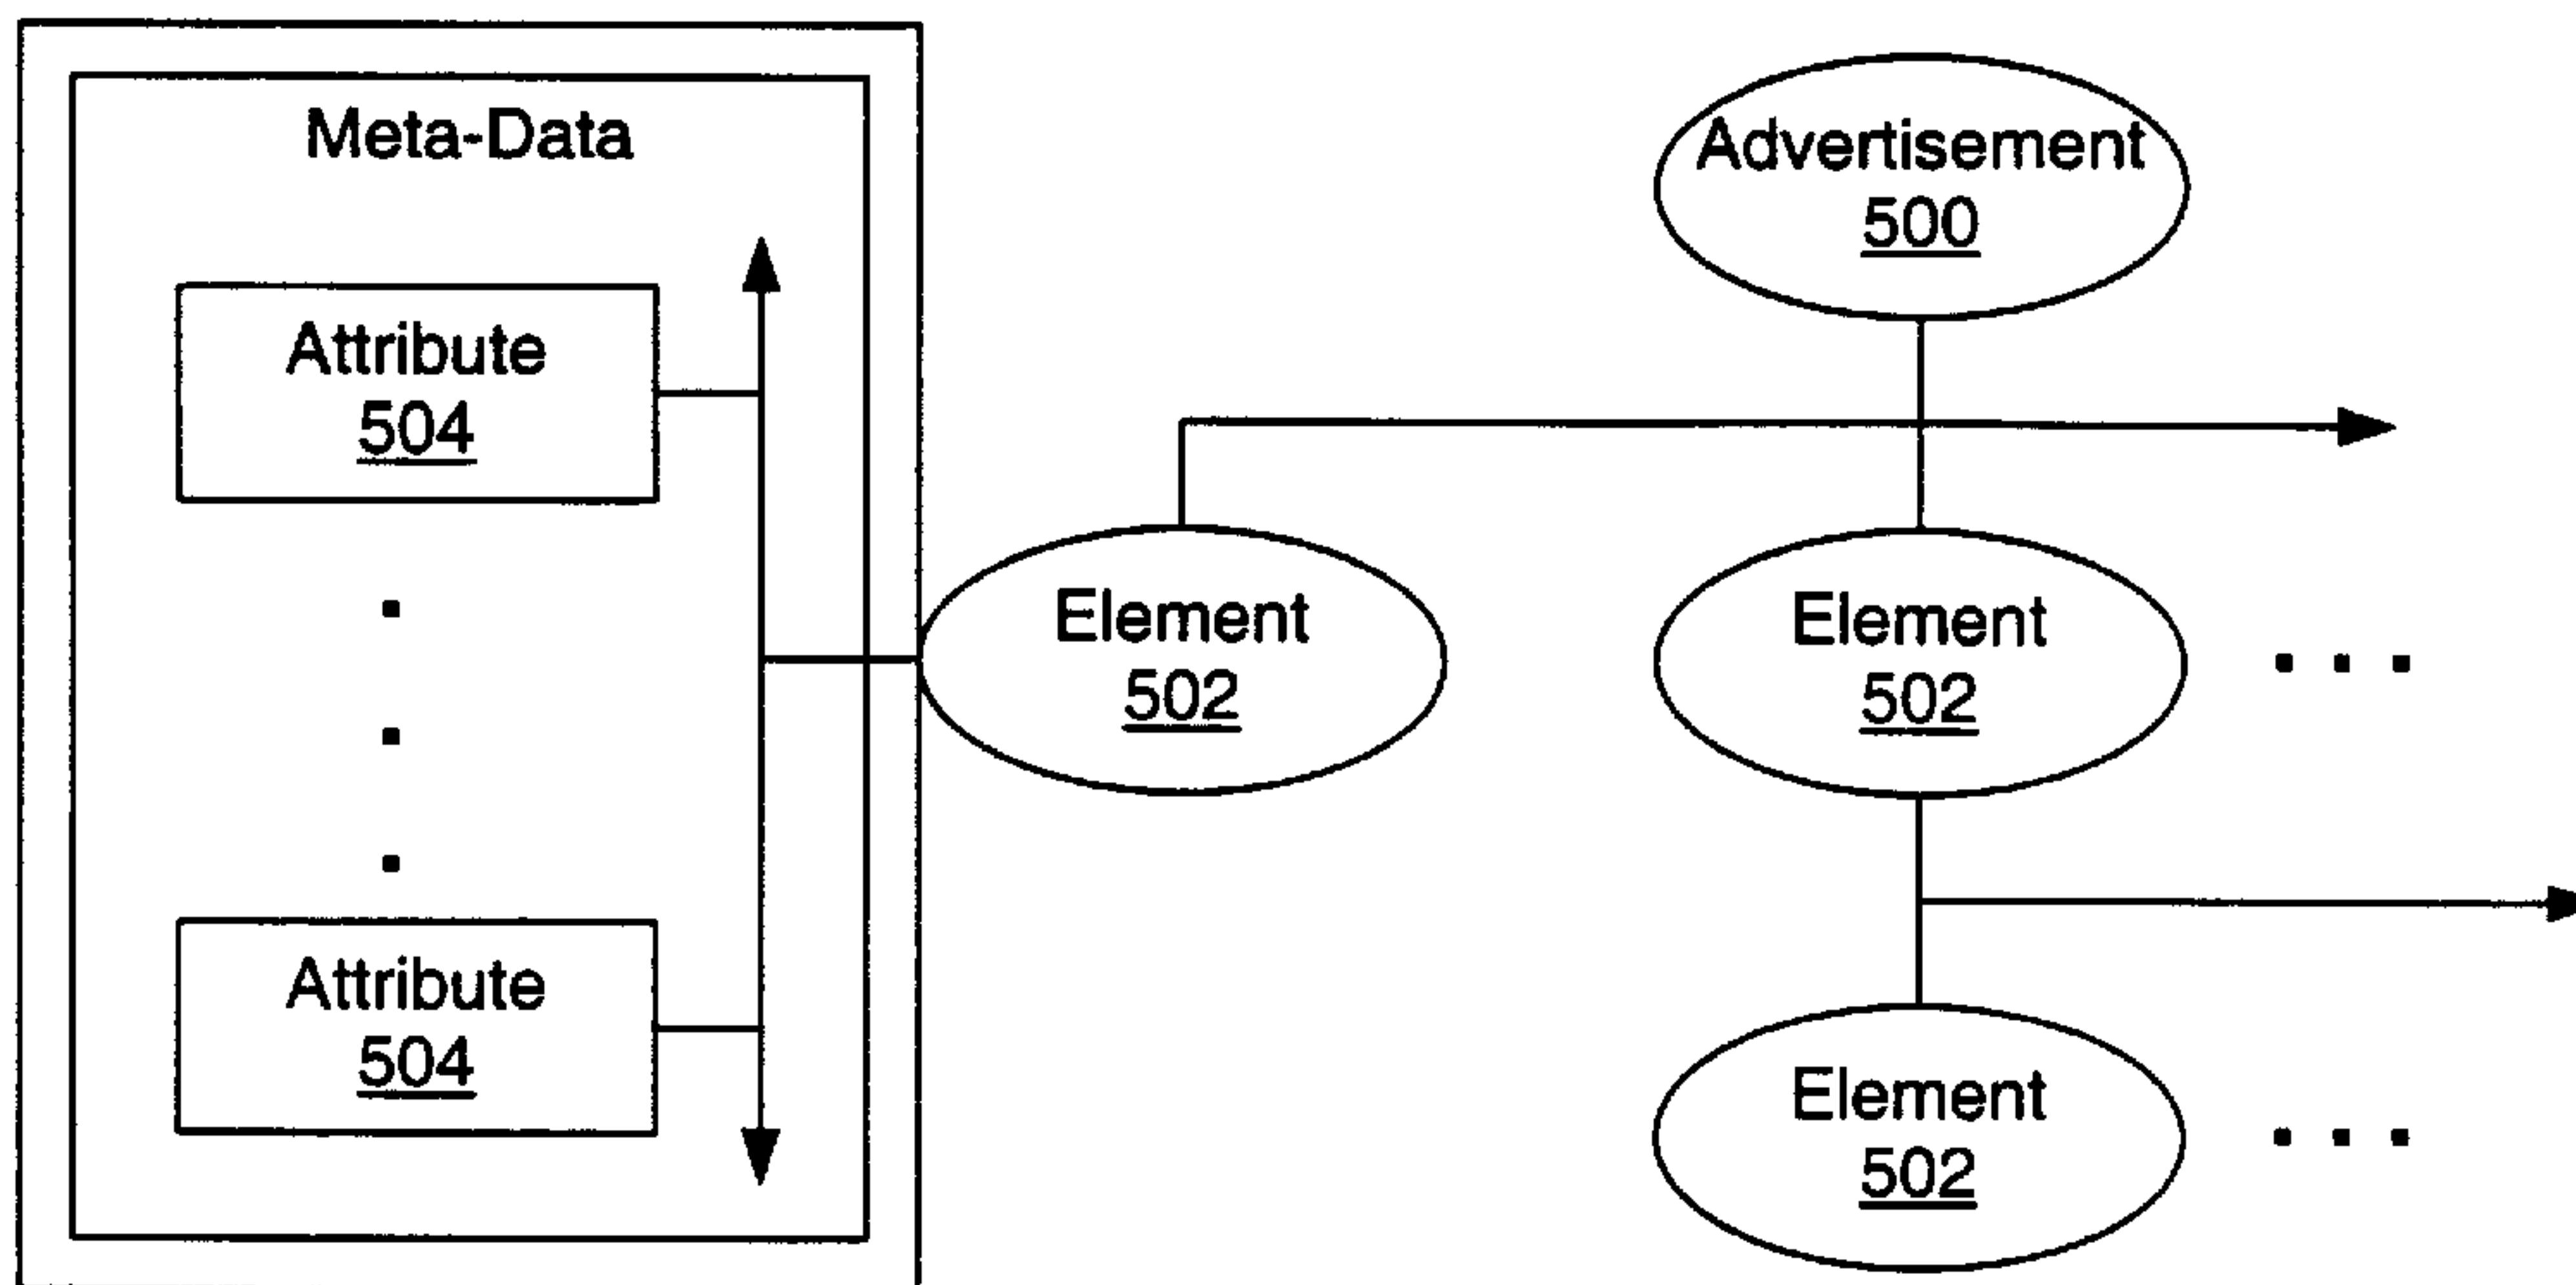 Meta-Data
Attribute
504
Attribute
504
Advertisement
500
Element
502
Element
502
Element
502